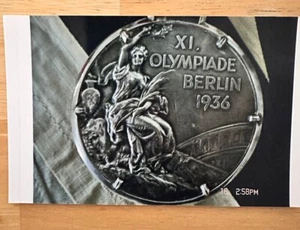 XI.
OLYMPIADE
BERLIN
1936
2:58PM